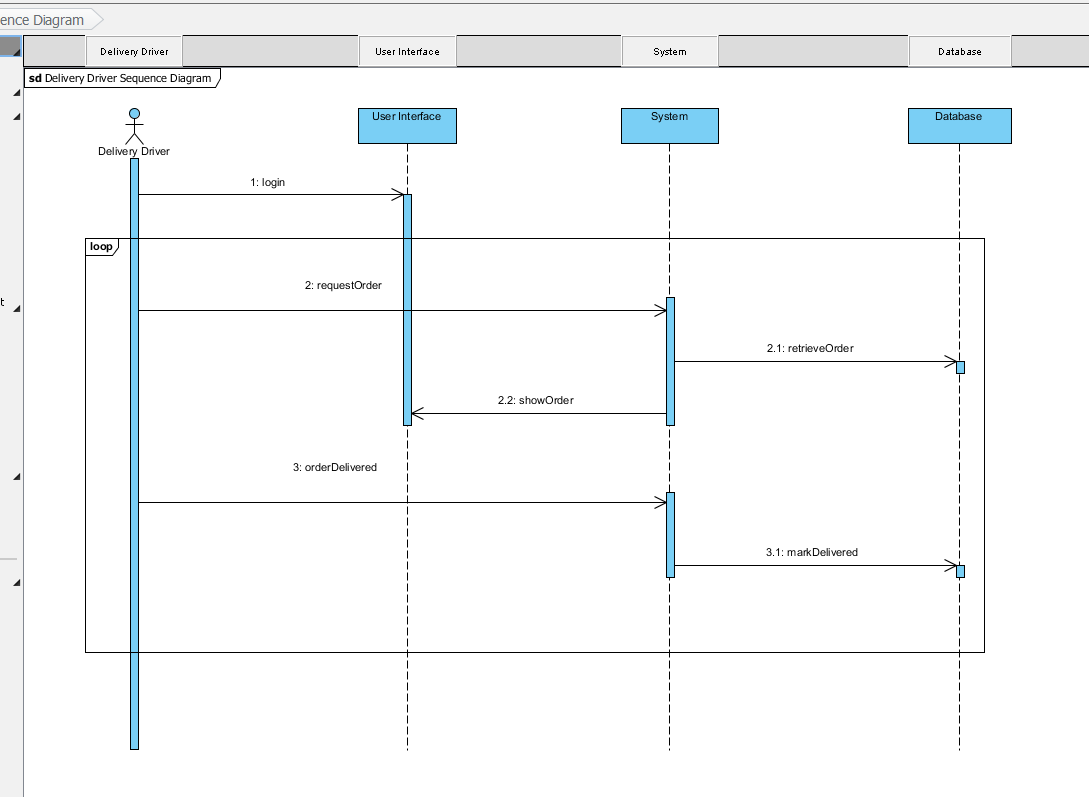 ence Diagram
Delivery Driver
User Interface
System
Database
sd Delivery Driver Sequence Diagram
User Interface
System
Database
Delivery Driver
1: login
loop
2: requestOrder
t
2.1: retrieveOrder
2.2: showOrder
3: orderDelivered
3.1: markDelivered